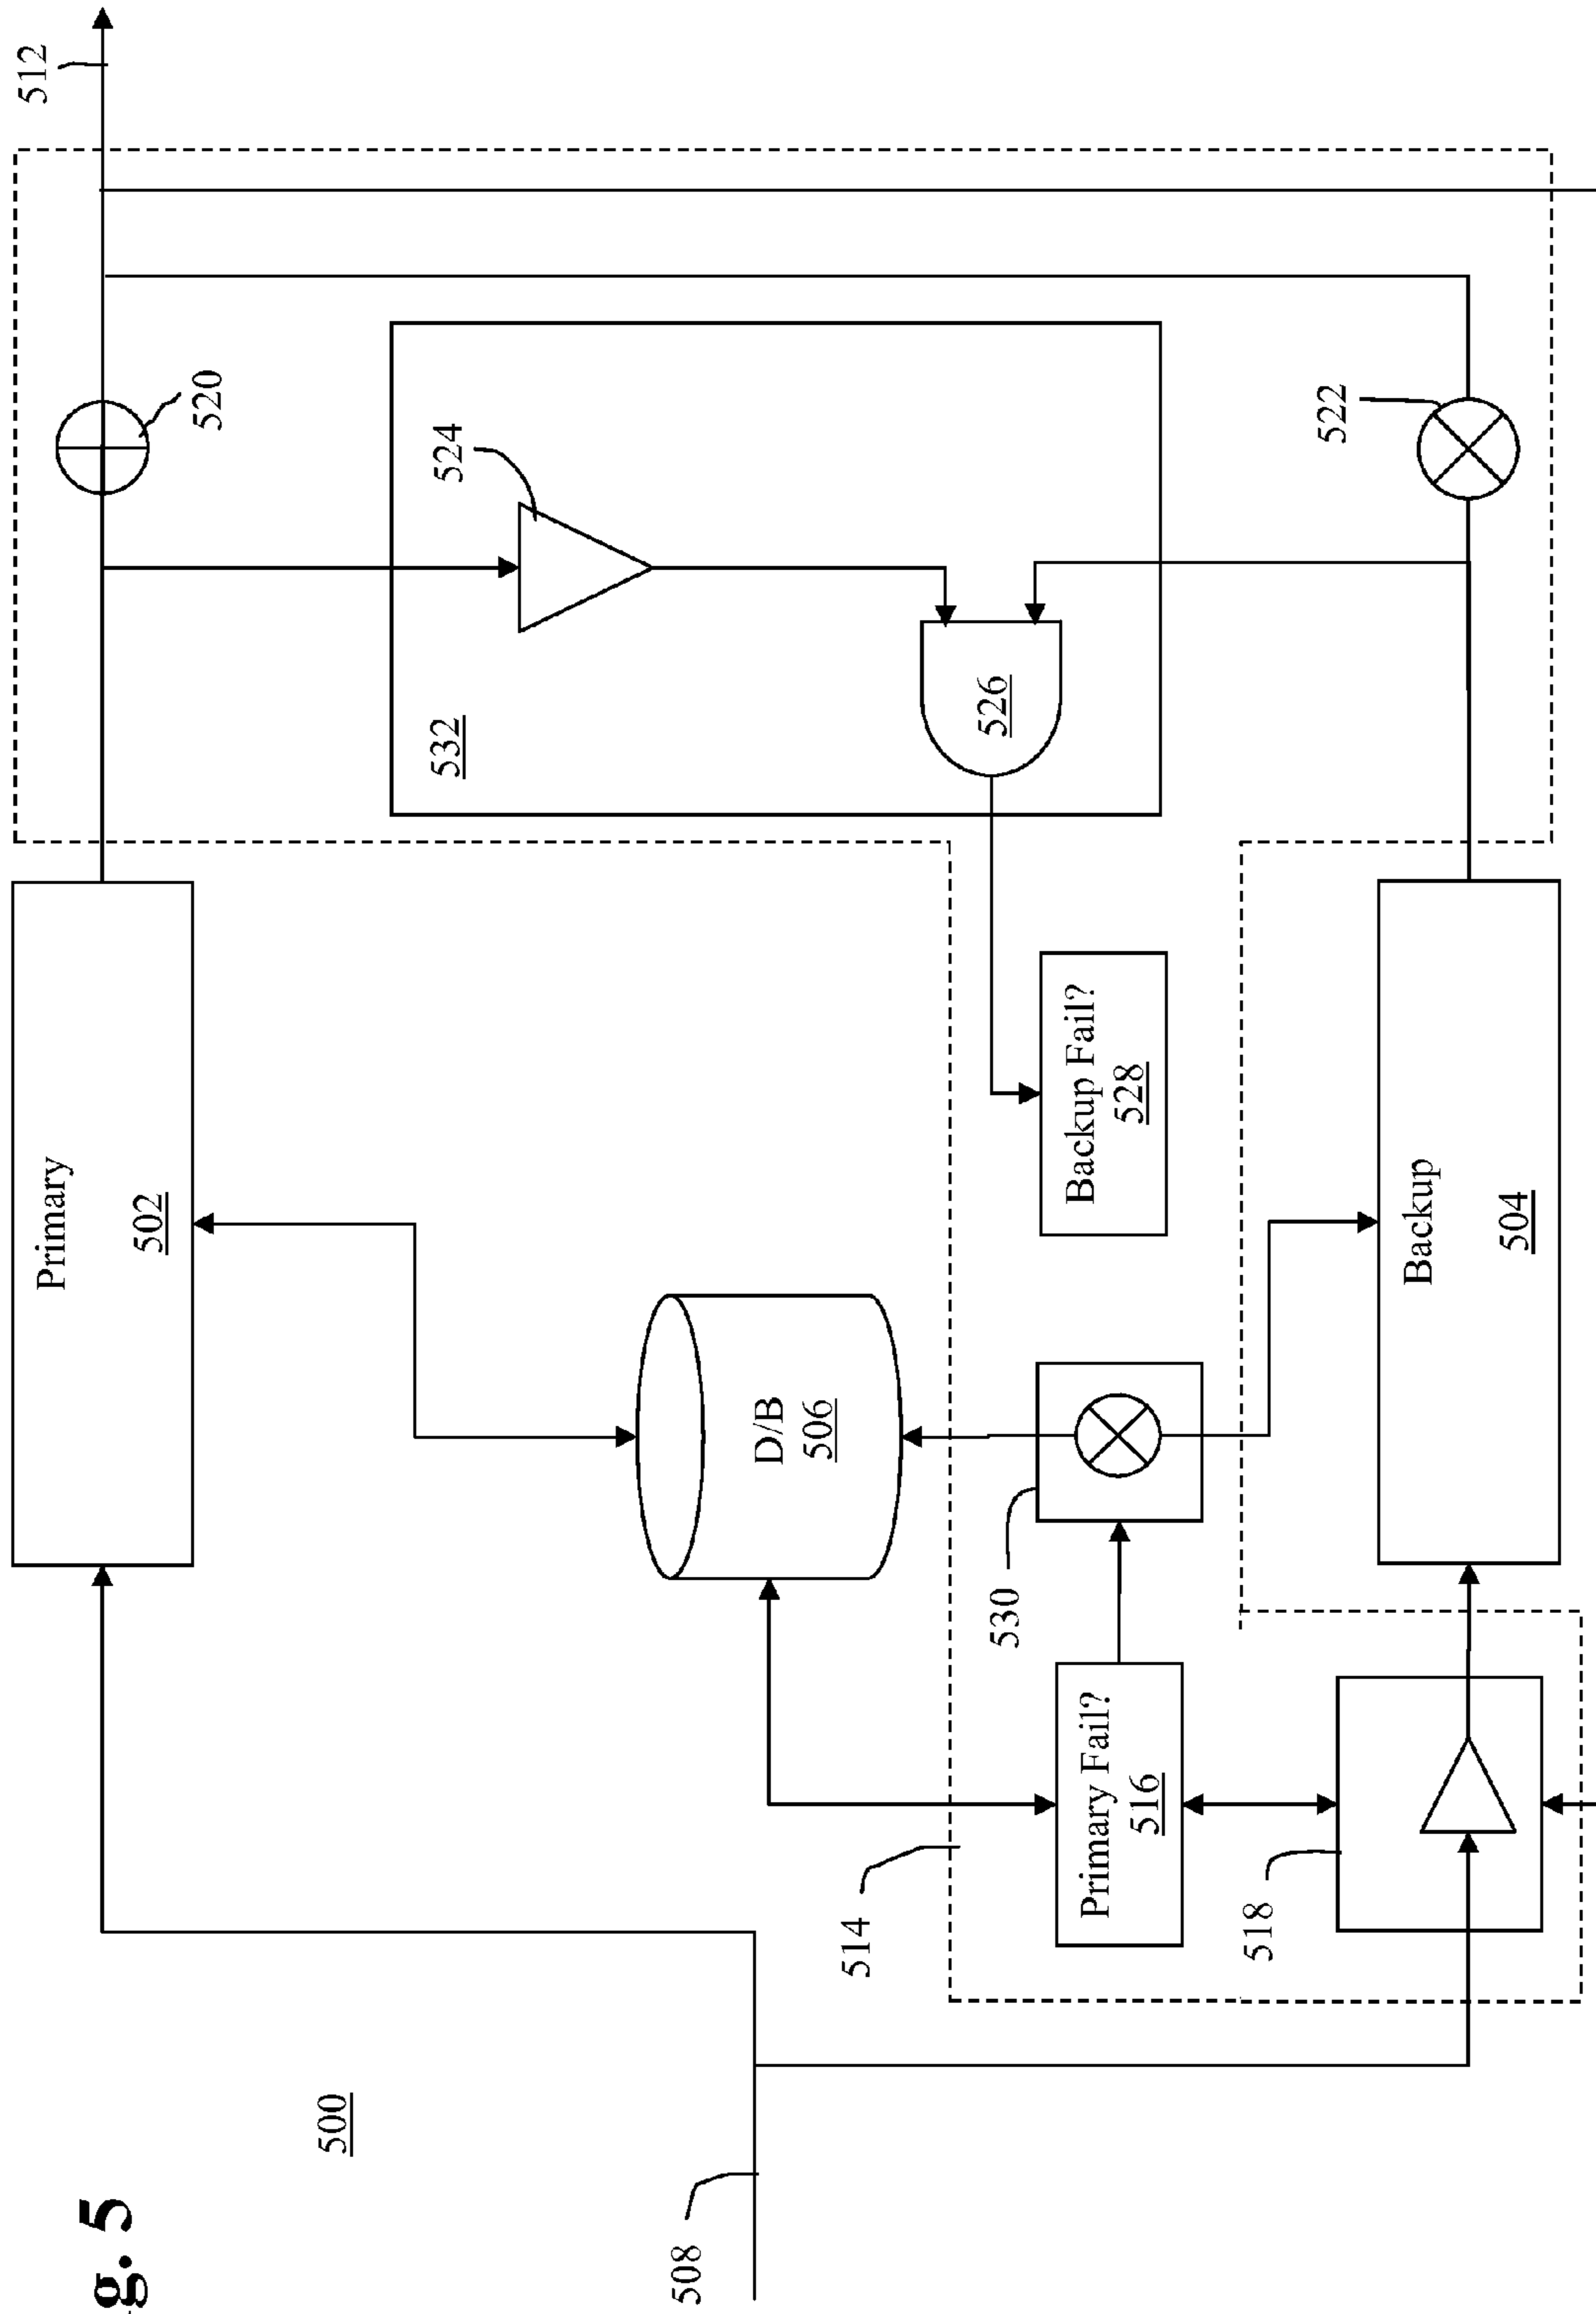 g. 5
500
508
512
Primary
502
520
D/B
506
532
524
526
Backup Fail?
528
530
Primary Fail?
516
514
518
Backup
504
522